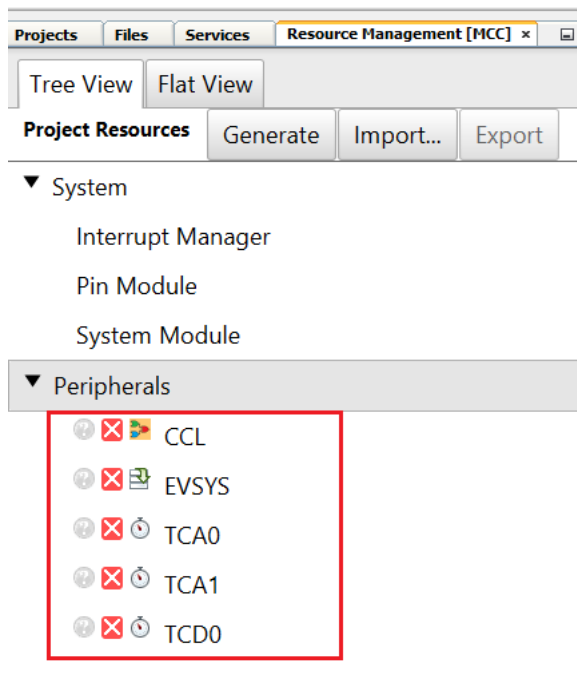 Projects Files Services Resource Management [MCC] ×
Tree View Flat View
Project Resources Generate Import... Export
System
Interrupt Manager
Pin Module
System Module
Peripherals
CCL
EVSYS
TCA0
TCA1
TCD0